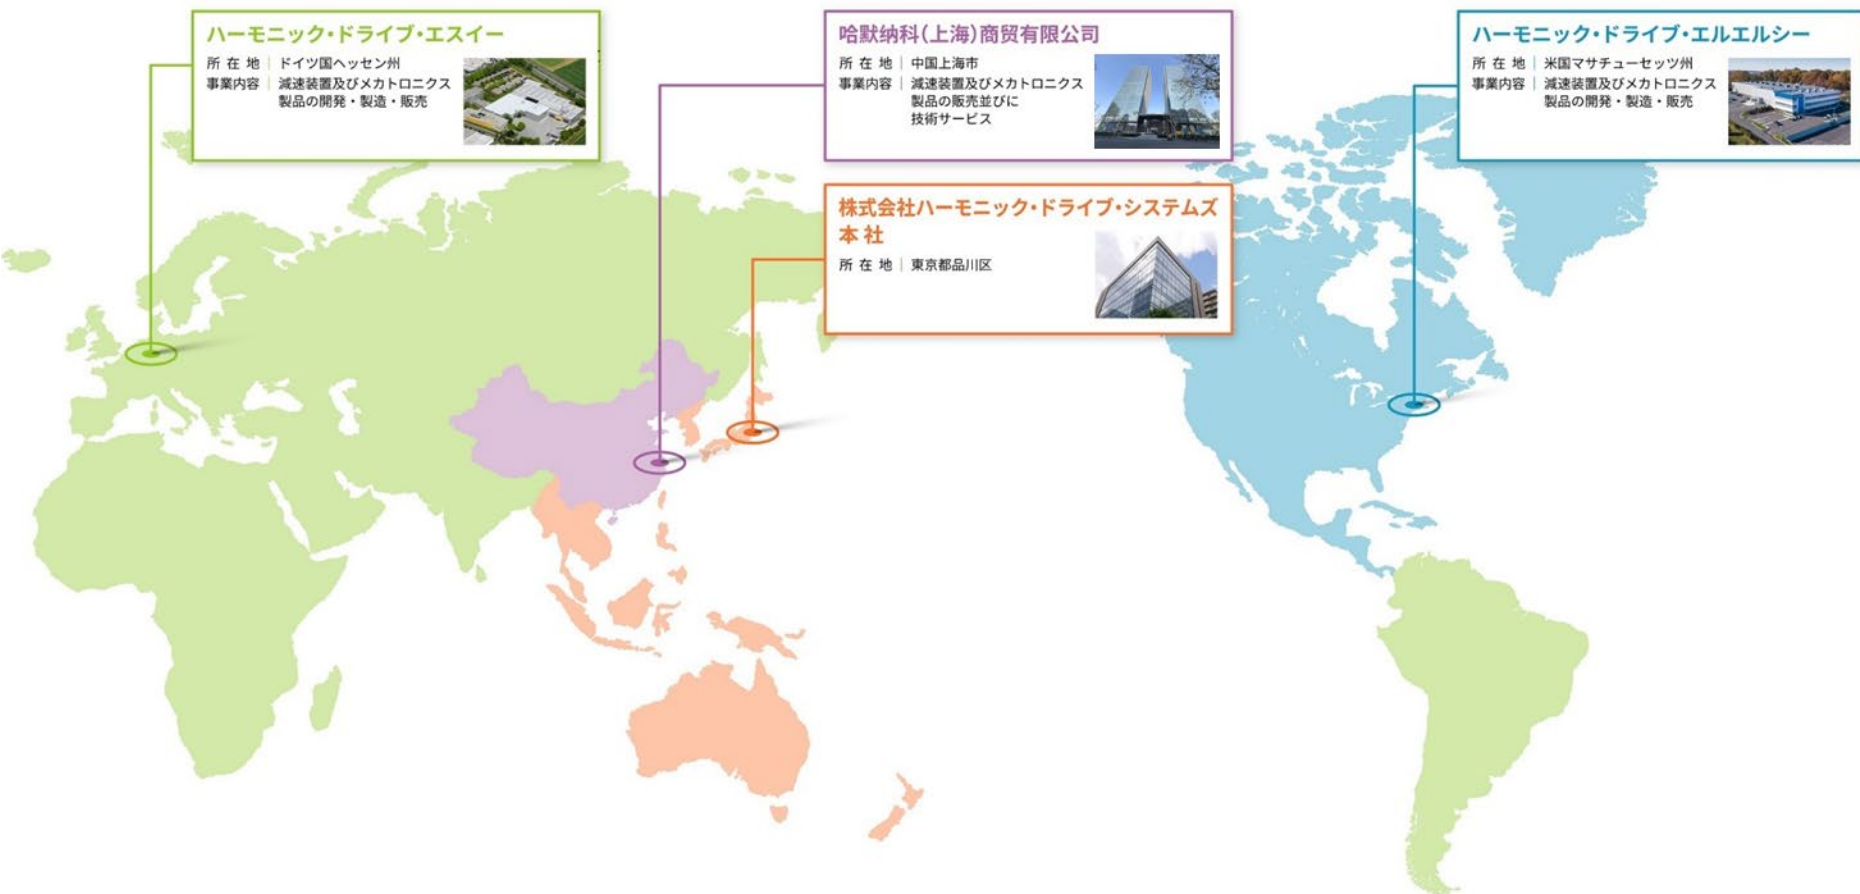 ハーモニック・ドライブ・エスイー
所在地 | ドイツ国ヘッセン州
事業内容 | 減速装置及びメカトロニクス
製品の開発・製造・販売
哈默纳科(上海)商贸有限公司
所在地 | 中国上海市
事業内容 | 減速装置及びメカトロニクス
製品の販売並びに
技術サービス
ハーモニック・ドライブ・エルエルシー
所在地 | 米国マサチューセッツ州
事業内容 | 減速装置及びメカトロニクス
製品の開発・製造・販売
株式会社ハーモニック・ドライブ・システムズ
本社
所在地 | 東京都品川区